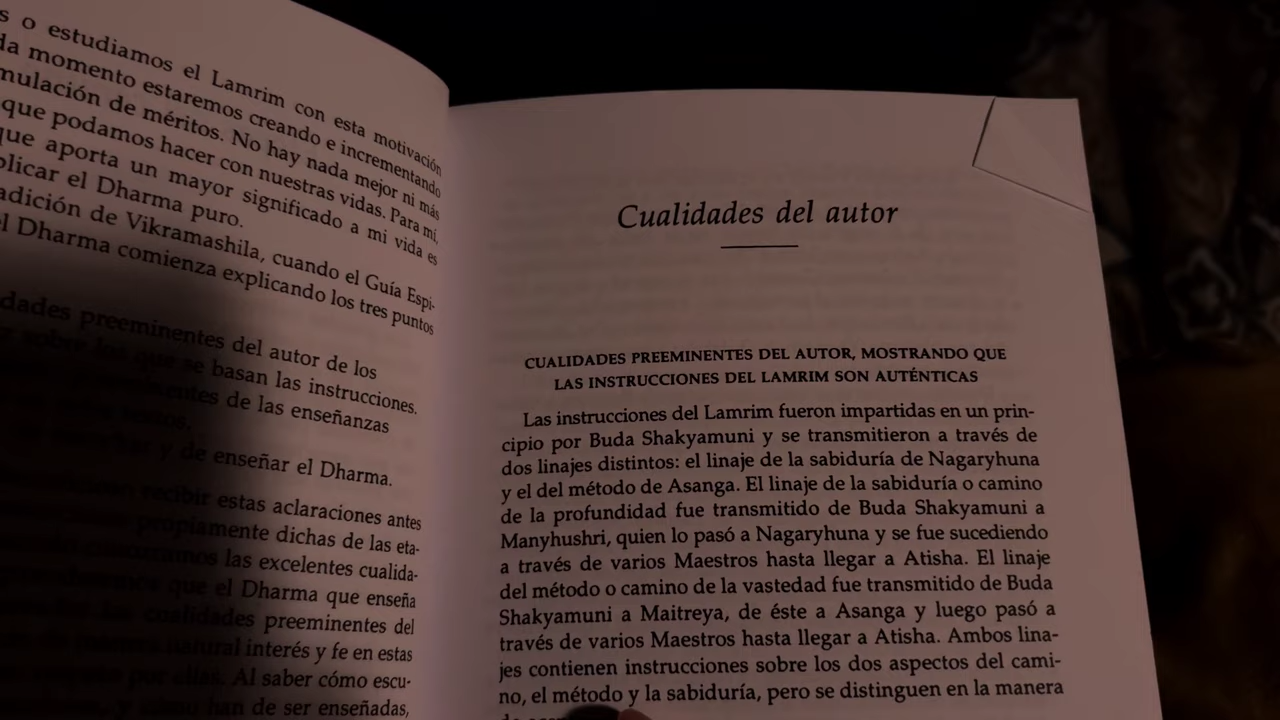 s o estudiamos el Lamrim con esta motivación
da momento estaremos creando e incrementando
mulación de méritos. No hay nada mejor ni más
que podamos hacer con nuestras vidas. Para mí,
que aporta un mayor significado a mi vida es
plicar el Dharma puro.
adición de Vikramashila, cuando el Guía Espi-
el Dharma comienza explicando los tres puntos
dades preeminentes del autor de los
sobre las que se basan las instrucciones.
de las enseñanzas
y de enseñar el Dharma.
recibir estas aclaraciones antes
propiamente dichas de las eta-
las excelentes cualida-
que el Dharma que enseña
cualidades preeminentes del
natural interés y fe en estas
por ellas. Al saber cómo escu-
y cómo han de ser enseñadas,
Cualidades del autor
CUALIDADES PREEMINENTES DEL AUTOR, MOSTRANDO QUE
LAS INSTRUCCIONES DEL LAMRIM SON AUTÉNTICAS
Las instrucciones del Lamrim fueron impartidas en un prin-
cipio por Buda Shakyamuni y se transmitieron a través de
dos linajes distintos: el linaje de la sabiduría de Nagaryhuna
y el del método de Asanga. El linaje de la sabiduría o camino
de la profundidad fue transmitido de Buda Shakyamuni a
Manyhushri, quien lo pasó a Nagaryhuna y se fue sucediendo
a través de varios Maestros hasta llegar a Atisha. El linaje
del método o camino de la vastedad fue transmitido de Buda
Shakyamuni a Maitreya, de éste a Asanga y luego pasó a
través de varios Maestros hasta llegar a Atisha. Ambos lina-
jes contienen instrucciones sobre los dos aspectos del cami-
no, el método y la sabiduría, pero se distinguen en la manera